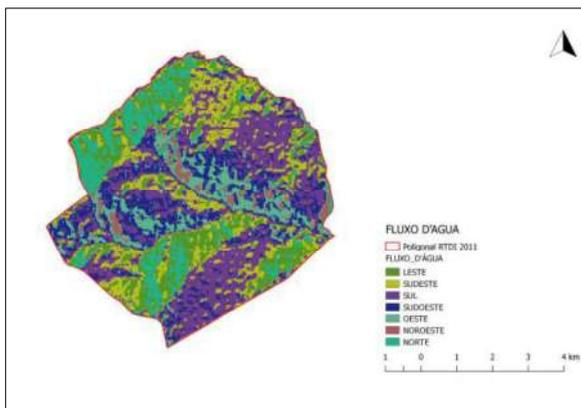 FLUXO D'AGUA
Poligonal RTDI 2011
FLUXO_D'ÁGUA
LESTE
SUDESTE
SUL
SUDOESTE
OESTE
NOROESTE
NORTE
1 0 1 2 3 4 km